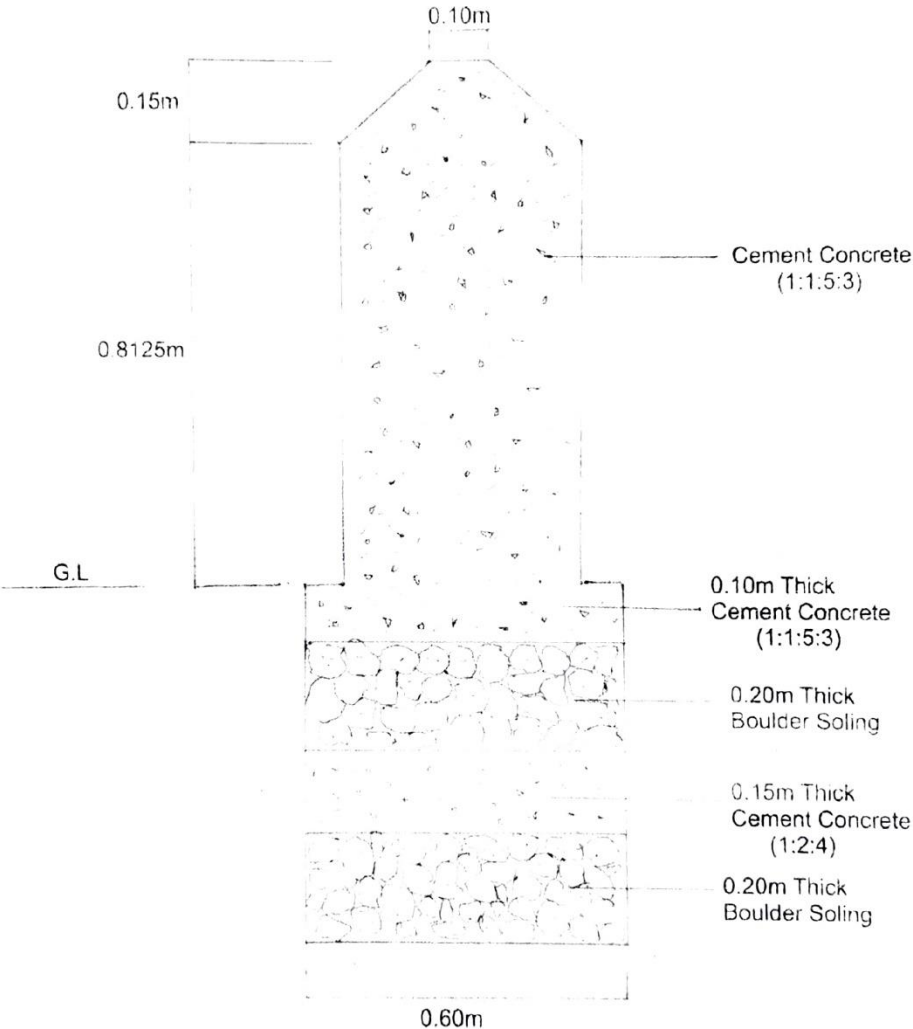 0.10m
0.15m
Cement Concrete
(1:1:5:3)
0.8125m
G.L
0.10m Thick
Cement Concrete
(1:1:5:3)
0.20m Thick
Boulder Soling
0.15m Thick
Cement Concrete
(1:2:4)
0.20m Thick
Boulder Soling
0.60m